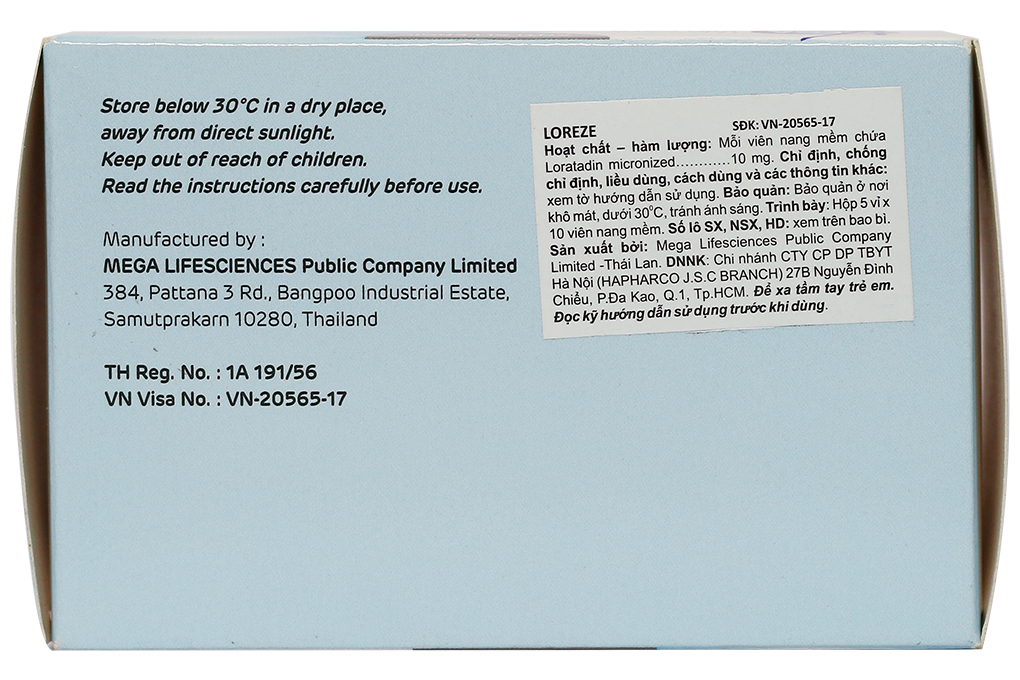 Store below 30°C in a dry place,
away from direct sunlight.
Keep out of reach of children.
Read the instructions carefully before use.
Manufactured by :
MEGA LIFESCIENCES Public Company Limited
384, Pattana 3 Rd., Bangpoo Industrial Estate,
Samutprakarn 10280, Thailand
TH Reg. No. : 1A 191/56
VN Visa No. : VN-20565-17
LOREZE SĐK: VN-20565-17
Hoạt chất – hàm lượng: Mỗi viên nang mềm chứa
Loratadin micronized............10 mg. Chỉ định, chống
chỉ định, liều dùng, cách dùng và các thông tin khác:
xem tờ hướng dẫn sử dụng. Bảo quản: Bảo quản ở nơi
khô mát, dưới 30°C, tránh ánh sáng. Trình bày: Hộp 5 vỉ x
10 viên nang mềm. Số lô SX, NSX, HD: xem trên bao bì.
Sản xuất bởi: Mega Lifesciences Public Company
Limited -Thái Lan. DNNK: Chi nhánh CTY CP DP TBYT
Hà Nội (HAPHARCO J.S.C BRANCH) 27B Nguyễn Đình
Chiểu, P.Đa Kao, Q.1, Tp.HCM. Để xa tầm tay trẻ em.
Đọc kỹ hướng dẫn sử dụng trước khi dùng.